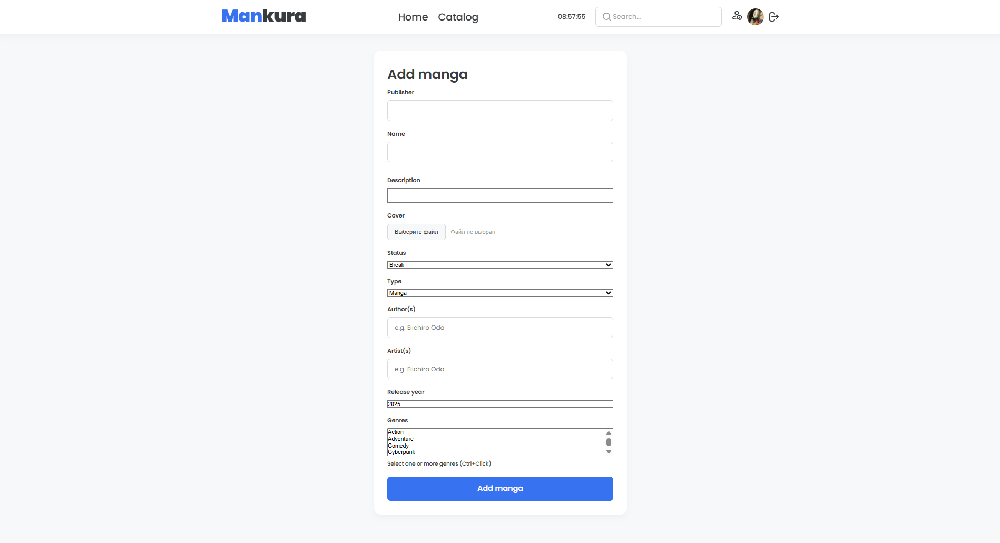 Mankura
Home Catalog
08:57:55
Search...
Add manga
Publisher
Name
Description
Cover
Выберите файл Файл не выбран
Status
Break
Type
Manga
Author(s)
e.g. Eiichiro Oda
Artist(s)
e.g. Eiichiro Oda
Release year
2025
Genres
Action
Adventure
Comedy
Cyberpunk
Select one or more genres (Ctrl+Click)
Add manga